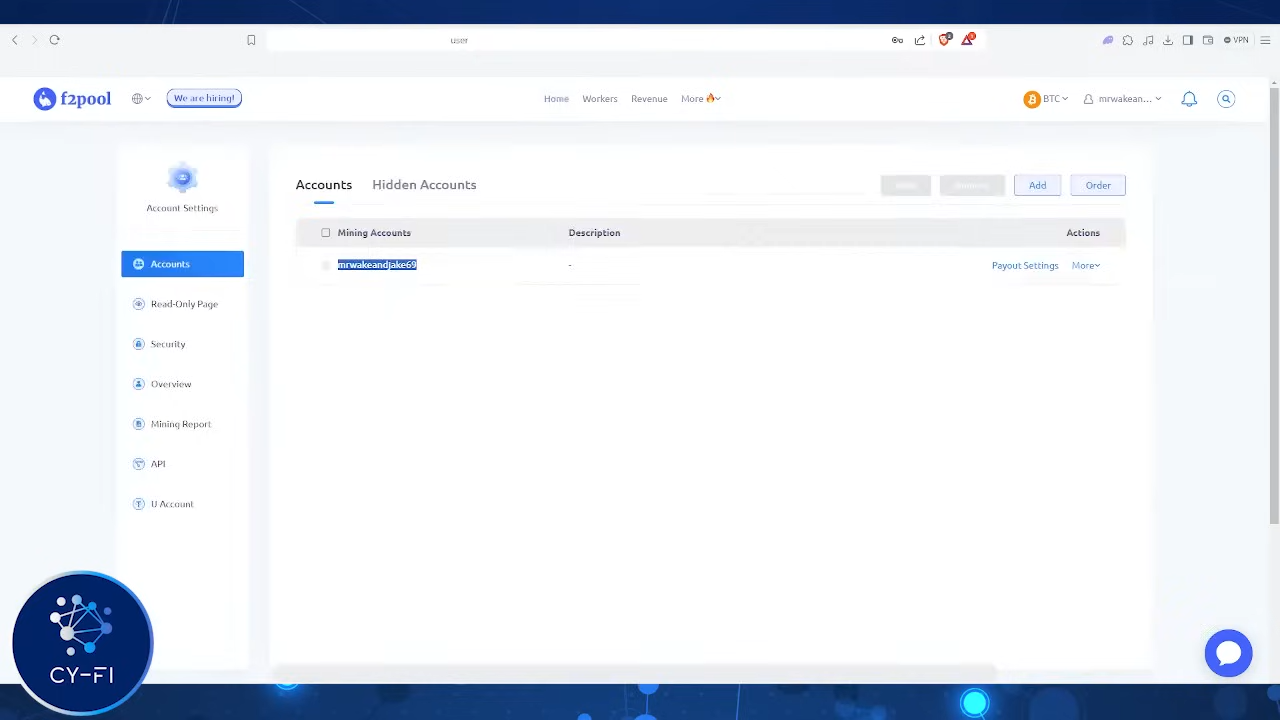 user
VPN
f2pool
We are hiring!
Home
Workers
Revenue
More
BTC
mrwakean...
Account Settings
Accounts
Hidden Accounts
Add
Order
Mining Accounts
Description
Actions
mrwakeandjake69
-
Payout Settings
More
Accounts
Read-Only Page
Security
Overview
Mining Report
API
U Account
CY-FI